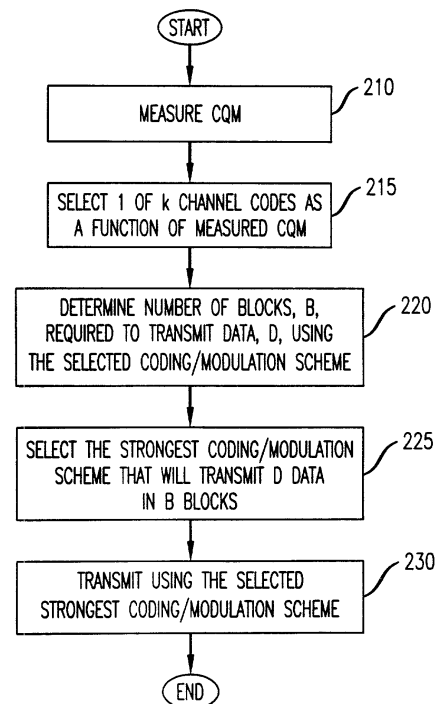 START
MEASURE CQM
210
SELECT 1 OF k CHANNEL CODES AS
A FUNCTION OF MEASURED CQM
215
DETERMINE NUMBER OF BLOCKS, B,
REQUIRED TO TRANSMIT DATA, D, USING
THE SELECTED CODING/MODULATION SCHEME
220
SELECT THE STRONGEST CODING/MODULATION
SCHEME THAT WILL TRANSMIT D DATA
IN B BLOCKS
225
TRANSMIT USING THE SELECTED
STRONGEST CODING/MODULATION SCHEME
230
END